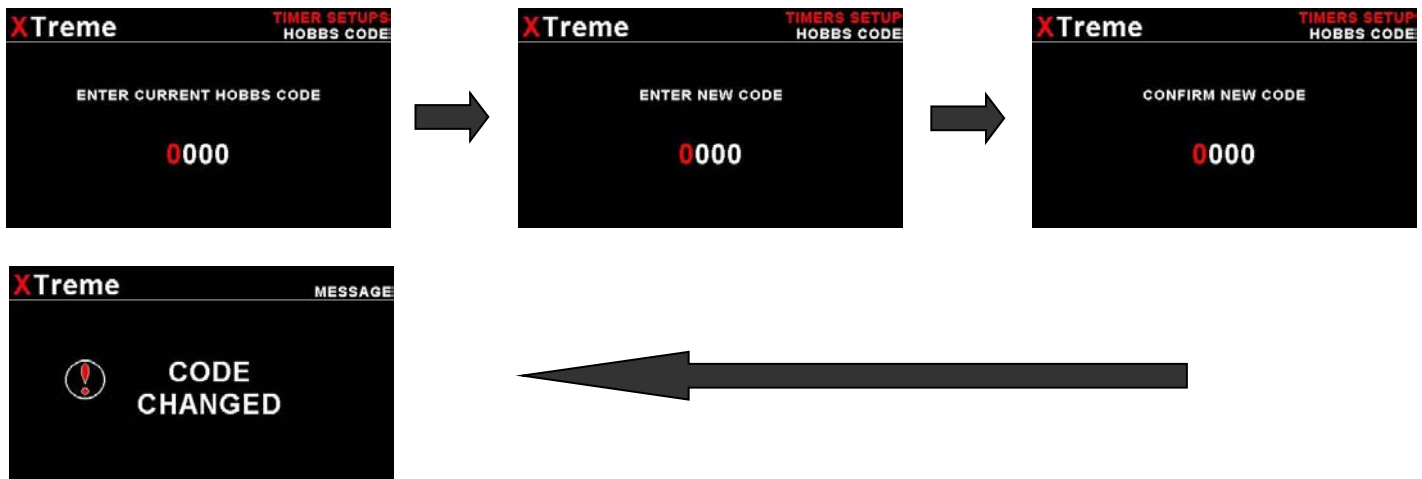 XTreme
TIMER SETUPS
HOBBS CODE
ENTER CURRENT HOBBS CODE
0000
XTreme
TIMERS SETUP
HOBBS CODE
ENTER NEW CODE
0000
XTreme
TIMERS SETUP
HOBBS CODE
CONFIRM NEW CODE
0000
XTreme
MESSAGE
CODE
CHANGED